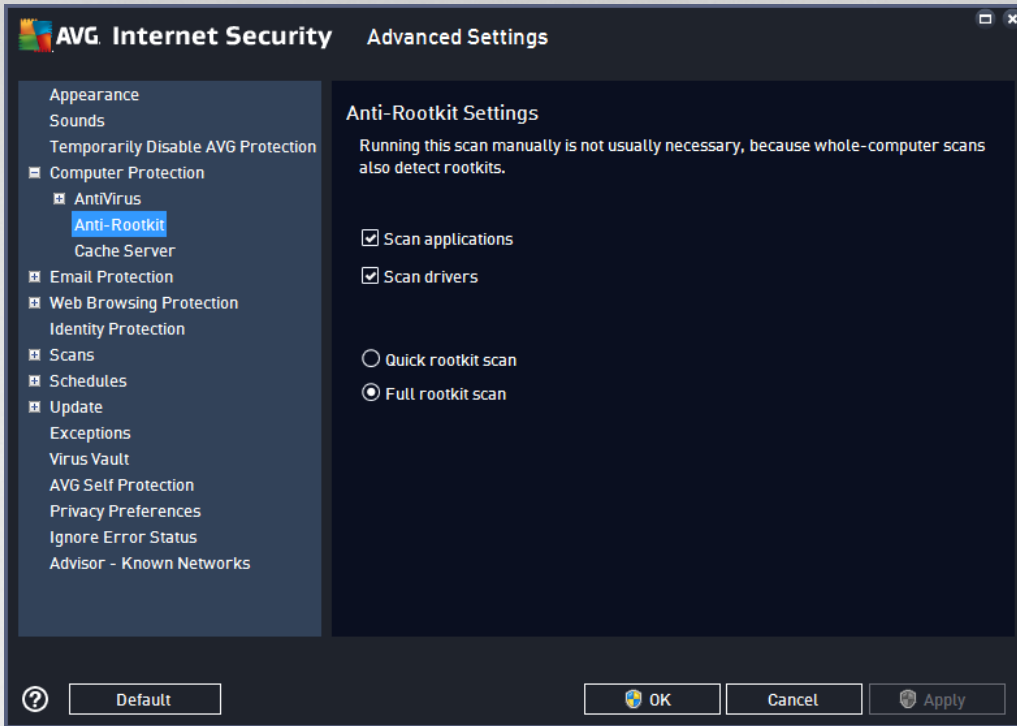 AVG Internet Security Advanced Settings
Appearance
Sounds
Temporarily Disable AVG Protection
Computer Protection
AntiVirus
Anti-Rootkit
Cache Server
Email Protection
Web Browsing Protection
Identity Protection
Scans
Schedules
Update
Exceptions
Virus Vault
AVG Self Protection
Privacy Preferences
Ignore Error Status
Advisor - Known Networks
Anti-Rootkit Settings
Running this scan manually is not usually necessary, because whole-computer scans
also detect rootkits.
Scan applications
Scan drivers
Quick rootkit scan
Full rootkit scan
? Default OK Cancel Apply